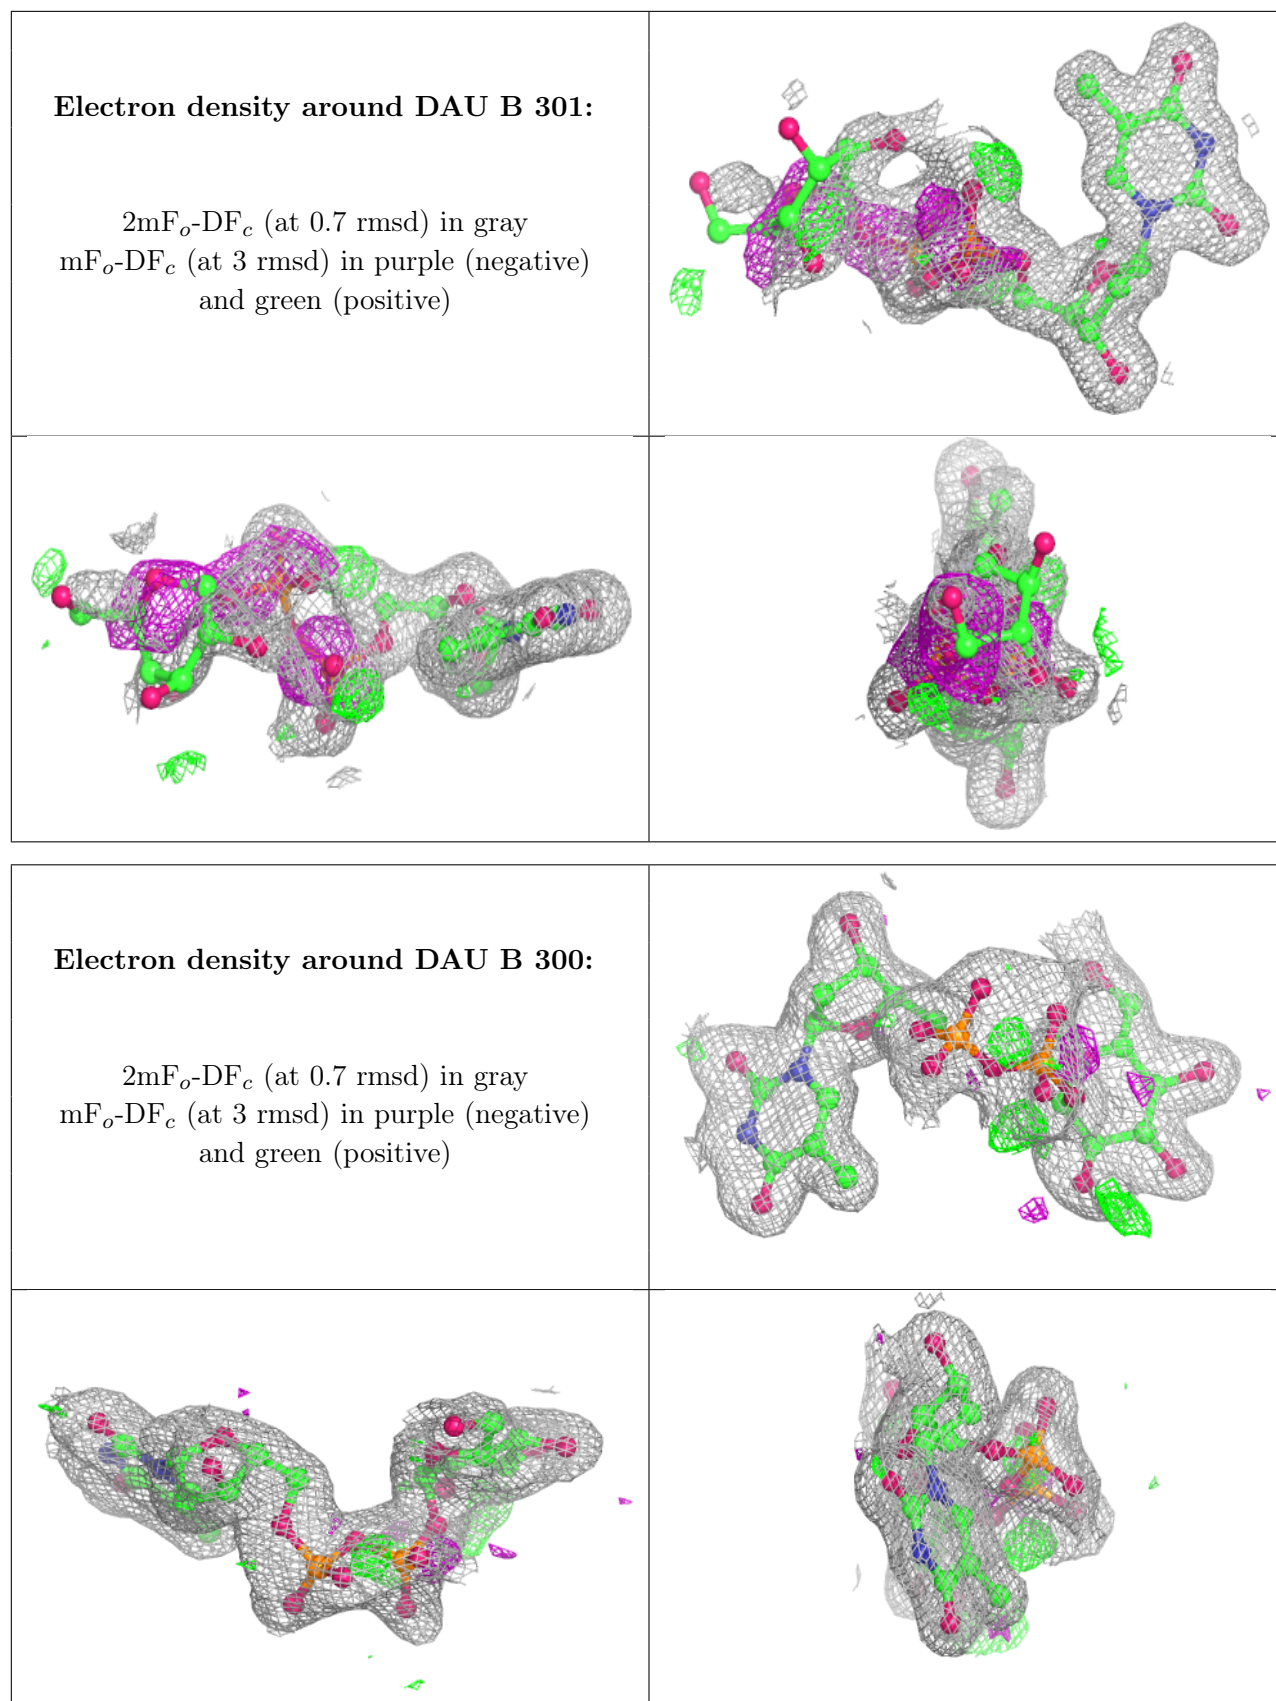 Electron density around DAU B 301:
2mFo-DFc (at 0.7 rmsd) in gray
mFo-DFc (at 3 rmsd) in purple (negative)
and green (positive)
Electron density around DAU B 300:
2mFo-DFc (at 0.7 rmsd) in gray
mFo-DFc (at 3 rmsd) in purple (negative)
and green (positive)